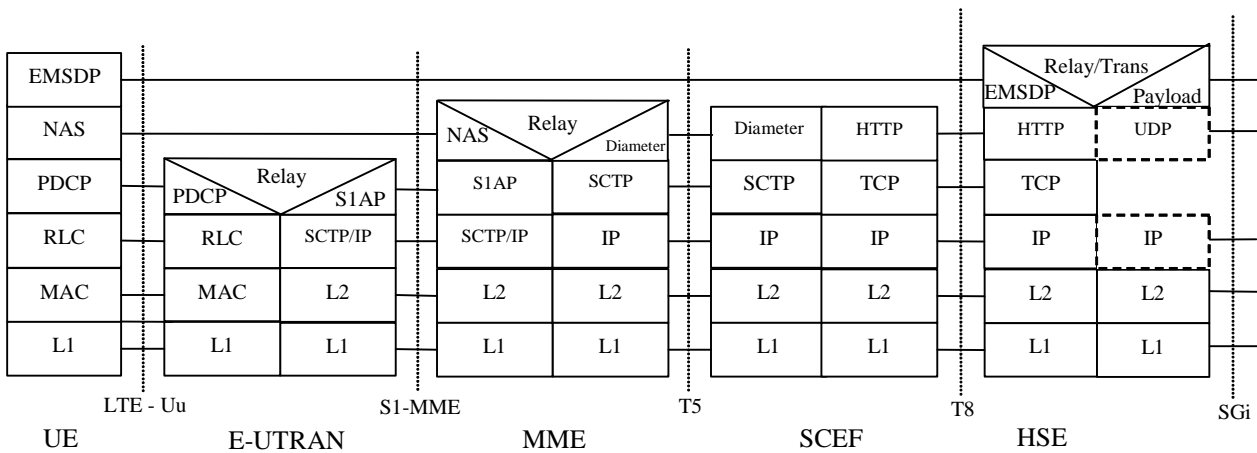 Relay/Trans
EMSDP
EMSDP
Payload
Relay
NAS
NAS
Diameter
Diameter
HTTP
HTTP
UDP
Relay
PDCP
PDCP
S1AP
S1AP
SCTP
SCTP
TCP
TCP
RLC
RLC
SCTP/IP
SCTP/IP
IP
IP
IP
IP
IP
MAC
MAC
L2
L2
L2
L2
L2
L2
L2
L1
L1
L1
L1
L1
L1
L1
L1
L1
LTE - Uu
S1-MME
T5
T8
SGi
UE
E-UTRAN
MME
SCEF
HSE